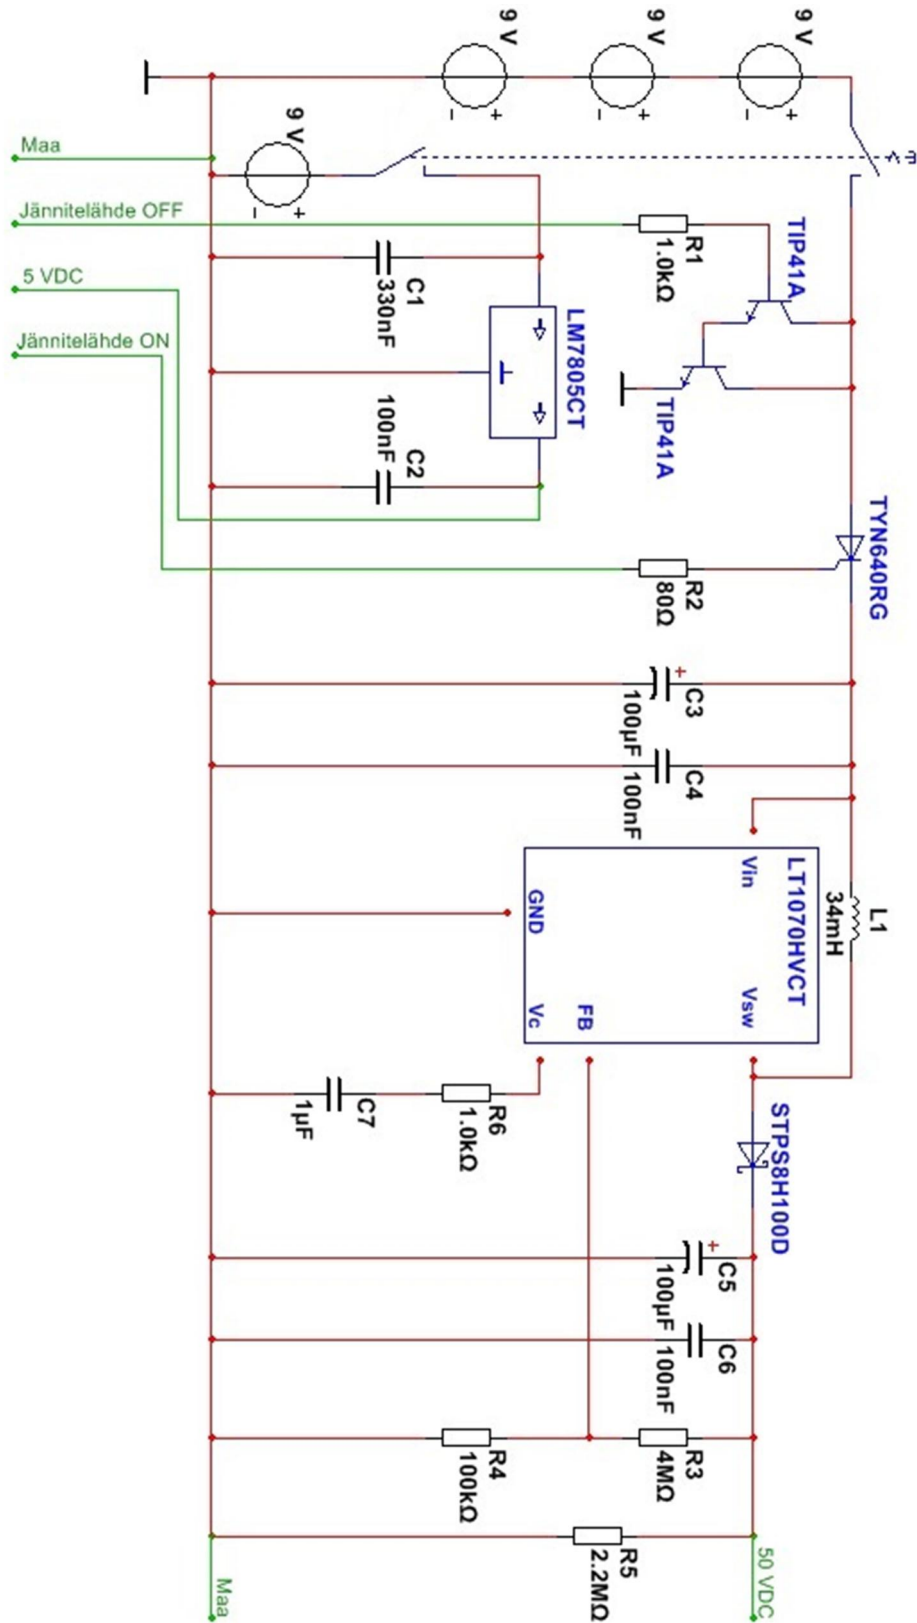 9 V
9 V
9 V
9 V
Maa
Jännitelähde OFF
5 VDC
Jännitelähde ON
R1
1.0kΩ
TIP41A
TIP41A
C1
330nF
LM7805CT
C2
100nF
TYN640RG
R2
80Ω
C3
100µF
C4
100nF
L1
34mH
LT1070HVCT
Vin
Vsw
GND
Vc
FB
R6
1.0kΩ
C7
1µF
STPS8H100D
C5
100µF
C6
100nF
R3
4MΩ
R4
100kΩ
R5
2.2MΩ
50 VDC
Maa